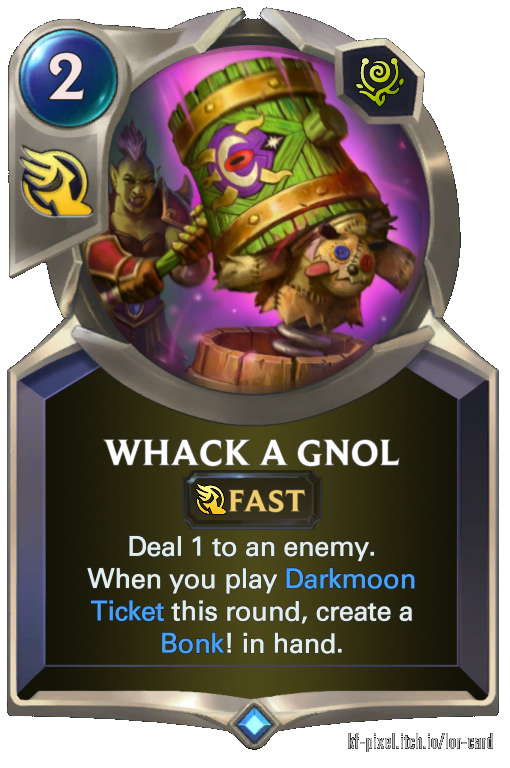 2
WHACK A GNOL
FAST
Deal 1 to an enemy.
When you play Darkmoon
Ticket this round, create a
Bonk! in hand.
kf-pixel.itch.io/lor-card